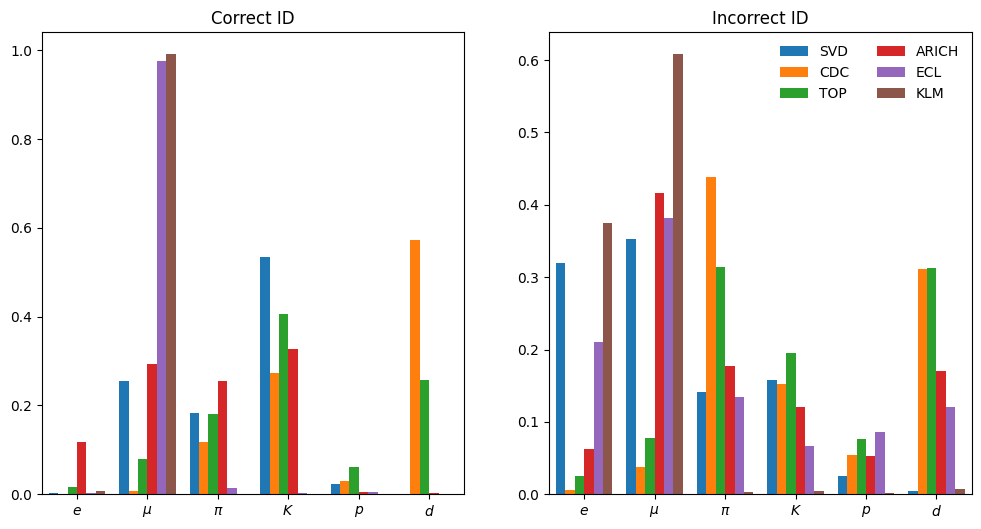 Correct ID
1.0
0.8
0.6
0.4
0.2
0.0
e μ π K p d
Incorrect ID
SVD ARICH
CDC ECL
TOP KLM
0.6
0.5
0.4
0.3
0.2
0.1
0.0
e μ π K p d